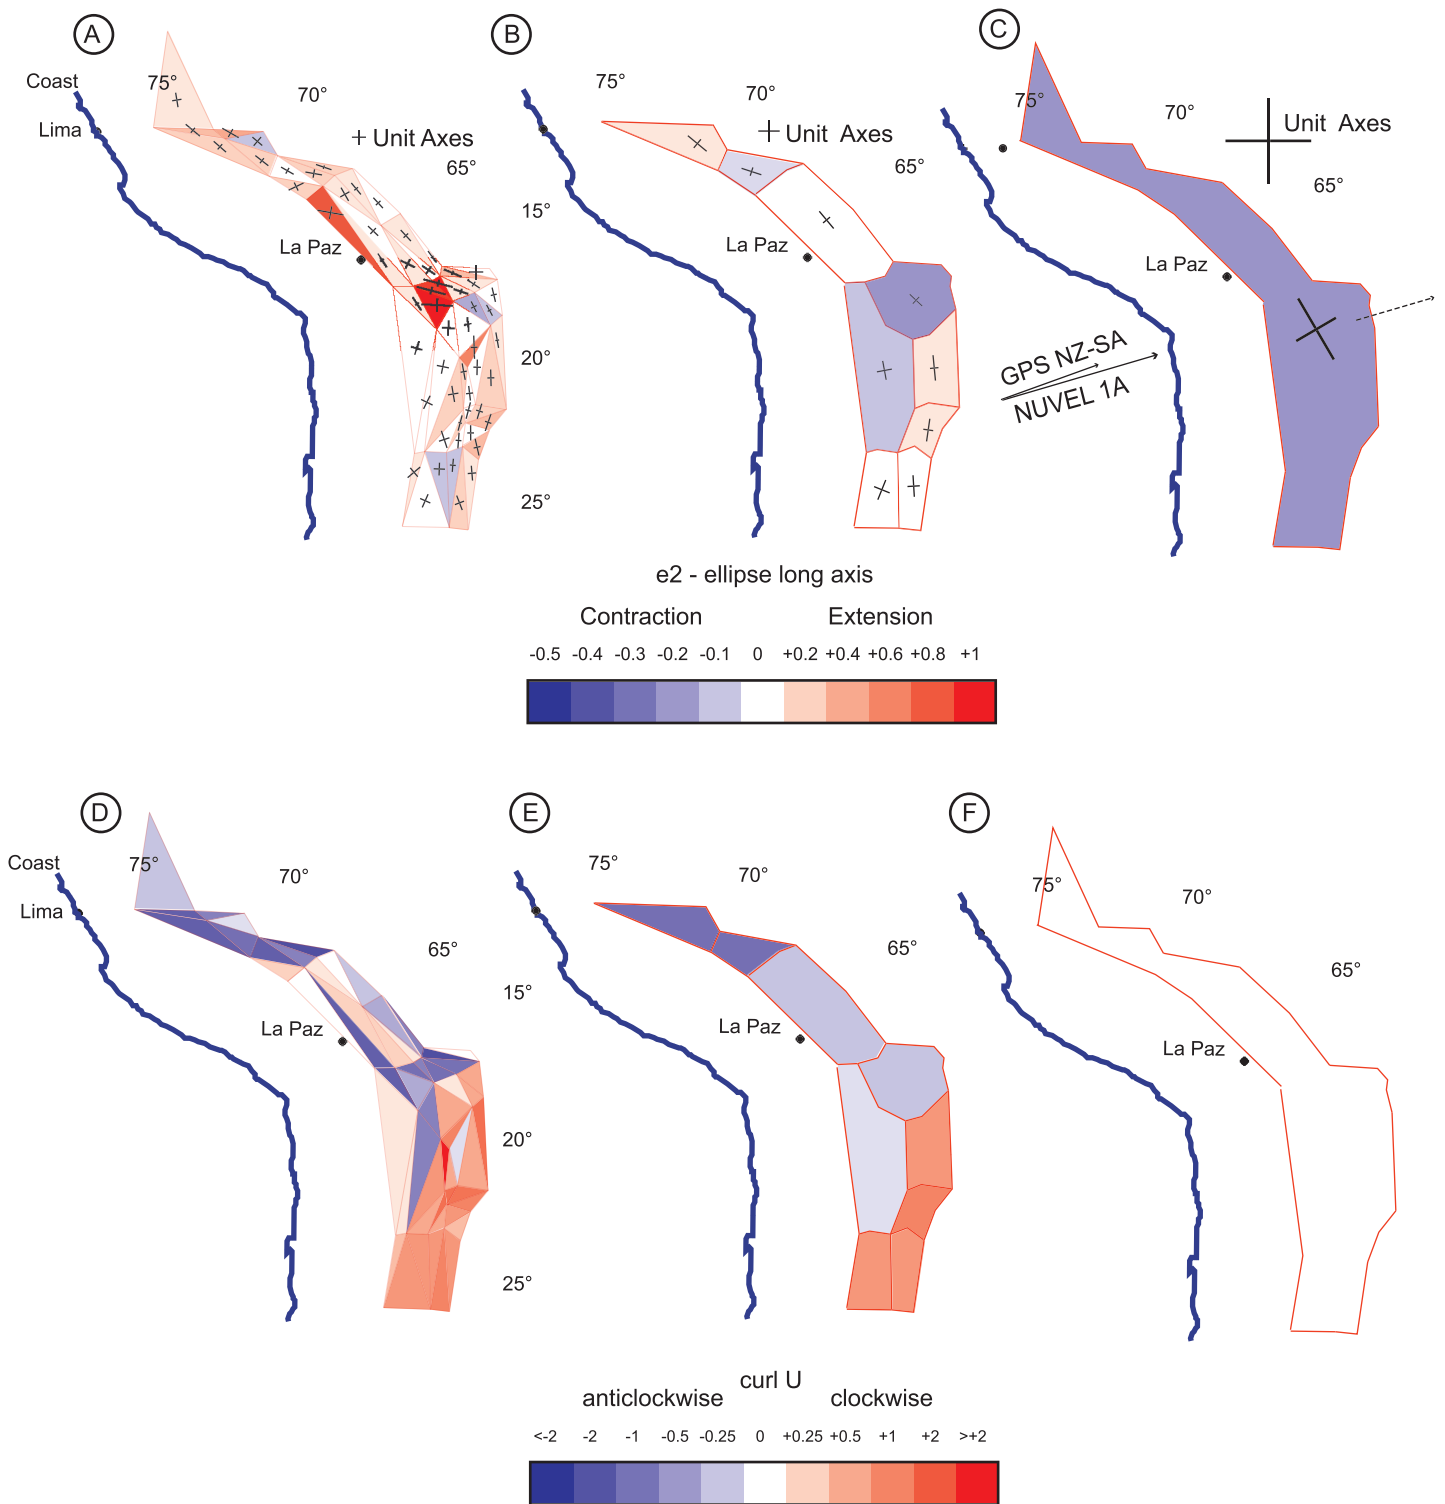 A
B
C
Coast
75°
70°
Lima
Unit Axes
65°
La Paz
75°
70°
Unit Axes
65°
15°
La Paz
20°
25°
75°
70°
Unit Axes
65°
La Paz
GPS NZ-SA
NUVEL 1A
e2 - ellipse long axis
Contraction Extension
-0.5 -0.4 -0.3 -0.2 -0.1 0 +0.2 +0.4 +0.6 +0.8 +1
D
E
F
Coast
75°
70°
Lima
65°
La Paz
75°
70°
65°
15°
La Paz
20°
25°
75°
70°
65°
La Paz
curl U
anticlockwise clockwise
<-2 -2 -1 -0.5 -0.25 0 +0.25 +0.5 +1 +2 >+2